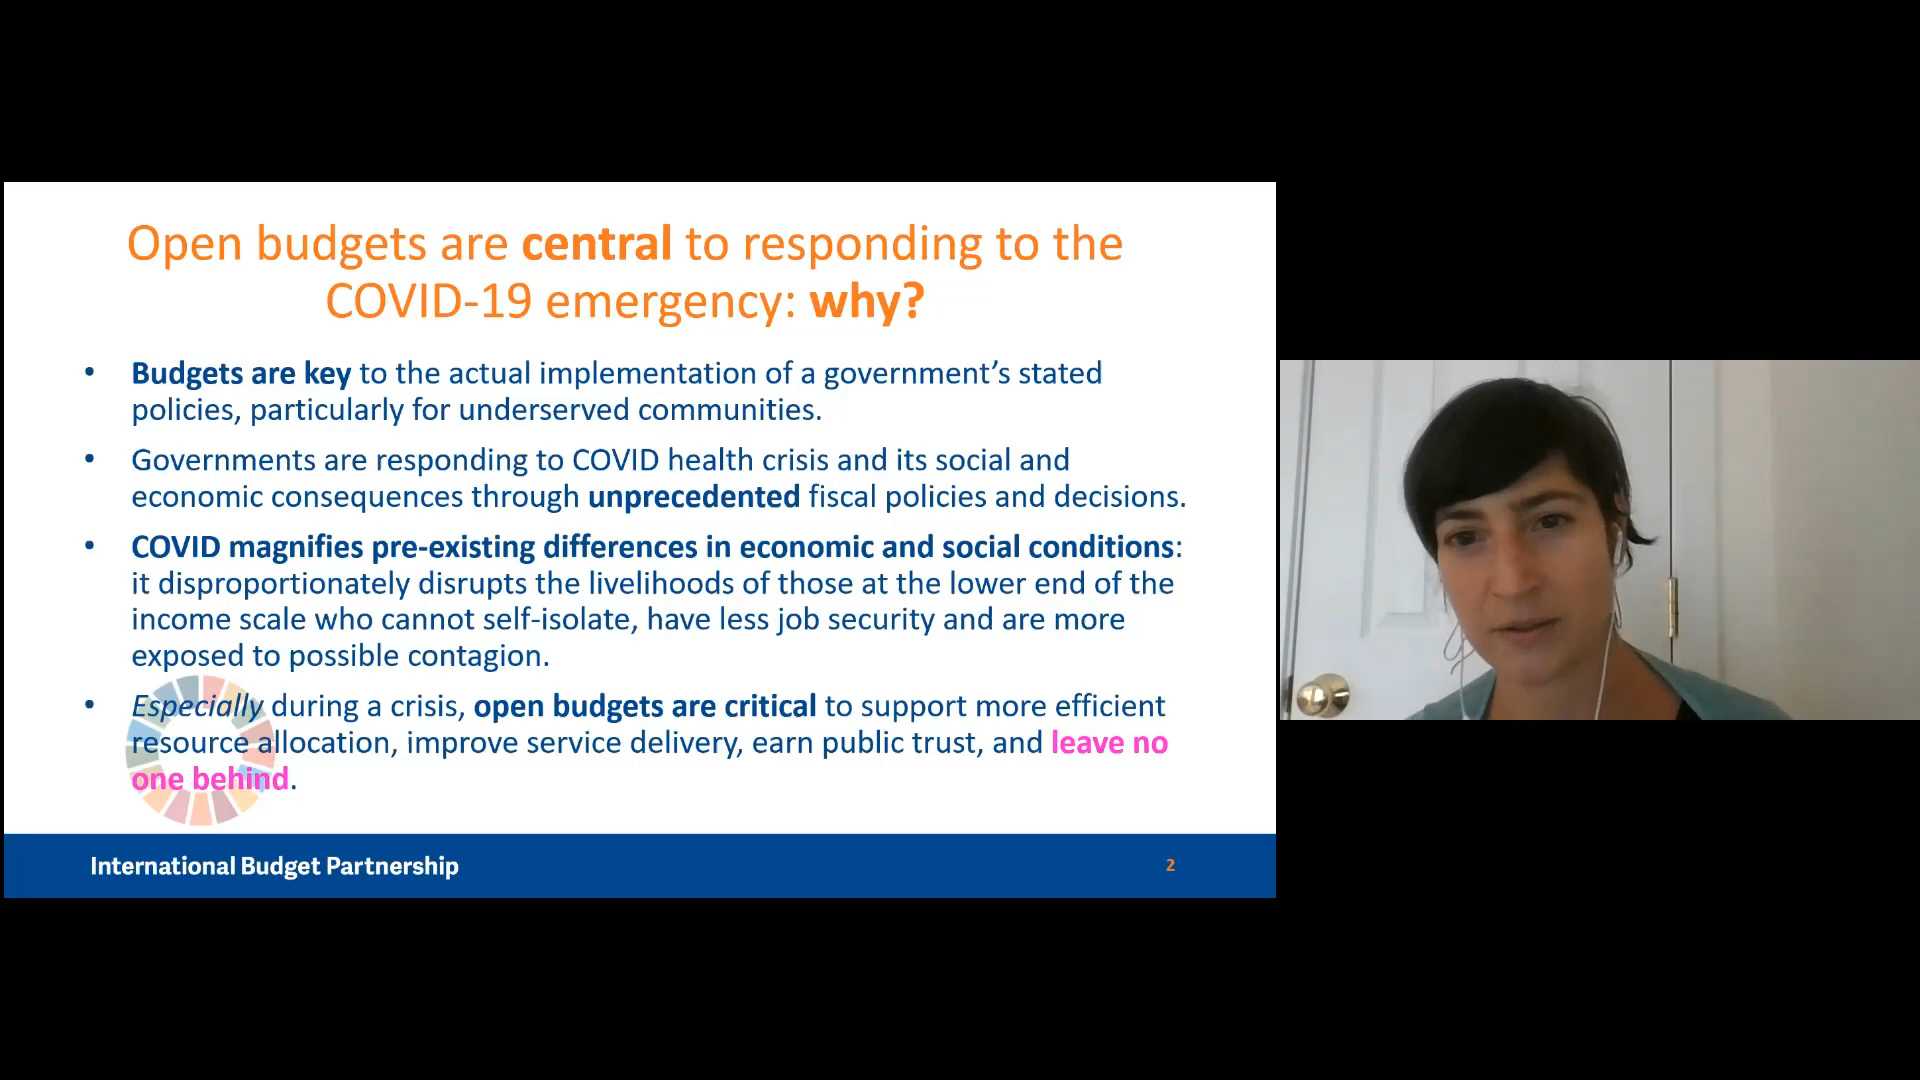 Open budgets are central to responding to the
COVID-19 emergency: why?
• Budgets are key to the actual implementation of a government’s stated
policies, particularly for underserved communities.
• Governments are responding to COVID health crisis and its social and
economic consequences through unprecedented fiscal policies and decisions.
• COVID magnifies pre-existing differences in economic and social conditions:
it disproportionately disrupts the livelihoods of those at the lower end of the
income scale who cannot self-isolate, have less job security and are more
exposed to possible contagion.
• Especially during a crisis, open budgets are critical to support more efficient
resource allocation, improve service delivery, earn public trust, and leave no
one behind.
International Budget Partnership
2